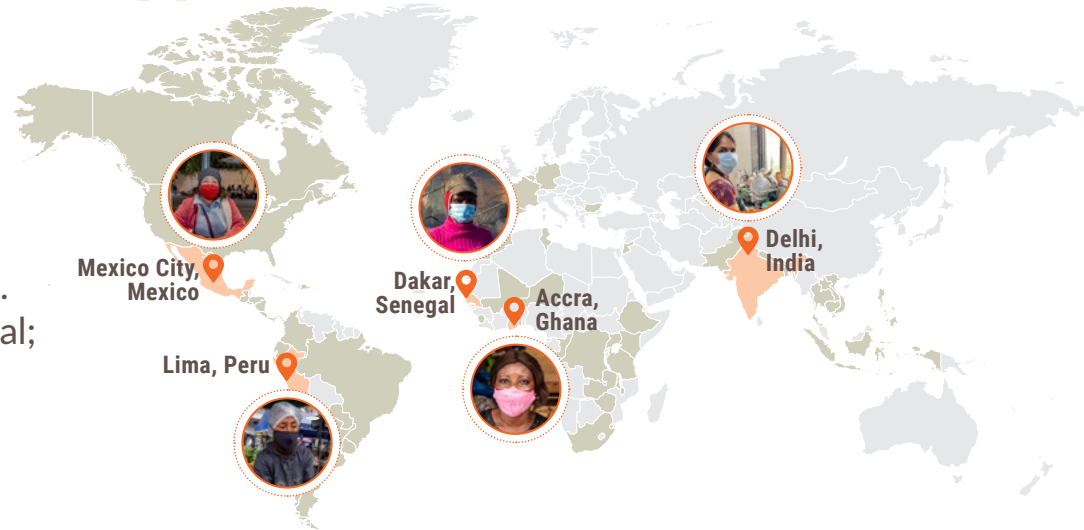 Mexico City,
Mexico
.
al;
Lima, Peru
Dakar,
Senegal
Accra,
Ghana
Delhi,
India